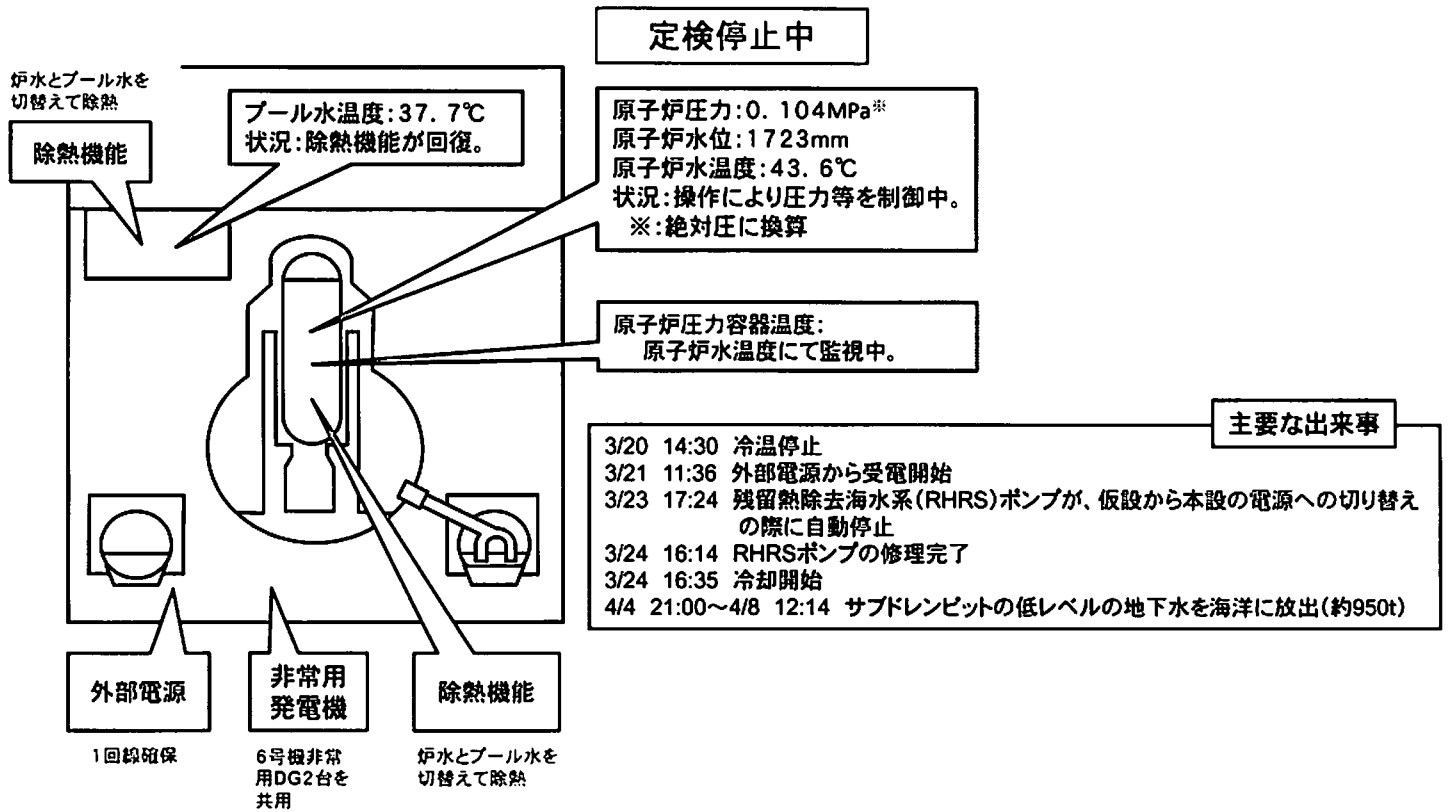 定検停止中
炉水とプール水を
切替えて除熱
除熱機能
プール水温度:37.7℃
状況:除熱機能が回復。
原子炉圧力:0.104MPa※
原子炉水位:1723mm
原子炉水温度:43.6℃
状況:操作により圧力等を制御中。
※:絶対圧に換算
原子炉圧力容器温度:
原子炉水温度にて監視中。
主要な出来事
3/20 14:30 冷温停止
3/21 11:36 外部電源から受電開始
3/23 17:24 残留熱除去海水系(RHRS)ポンプが、仮設から本設の電源への切り替え
の際に自動停止
3/24 16:14 RHRSポンプの修理完了
3/24 16:35 冷却開始
4/4 21:00~4/8 12:14 サブドレンピットの低レベルの地下水を海洋に放出(約950t)
外部電源
1回線確保
非常用
発電機
6号機非常
用DG2台を
共用
除熱機能
炉水とプール水を
切替えて除熱